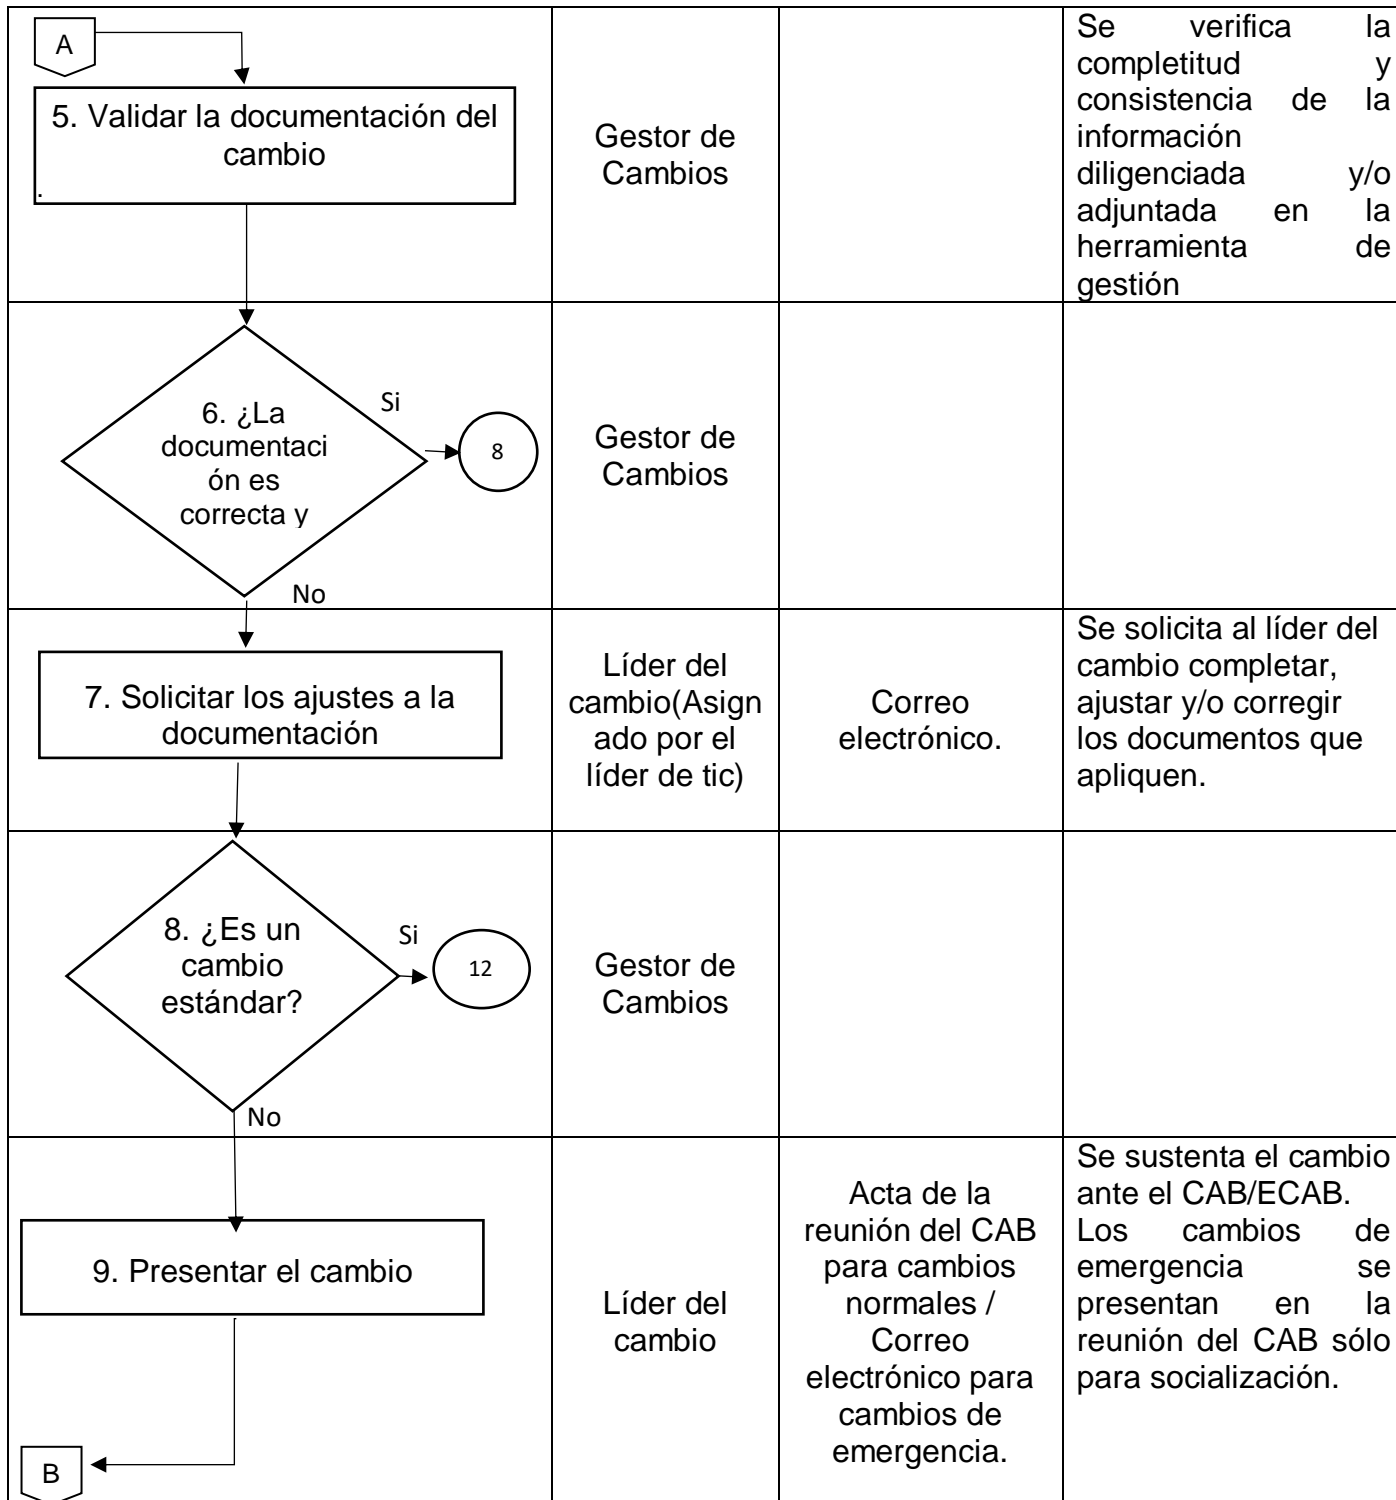 A
5. Validar la documentación del
cambio
.
Gestor de
Cambios
Se verifica la
completitud y
consistencia de la
información
diligenciada y/o
adjuntada en la
herramienta de
gestión
6. ¿La
documentaci
ón es
correcta y
Si
8
No
Gestor de
Cambios
7. Solicitar los ajustes a la
documentación
Líder del
cambio(Asign
ado por el
líder de tic)
Correo
electrónico.
Se solicita al líder del
cambio completar,
ajustar y/o corregir
los documentos que
apliquen.
8. ¿Es un
cambio
estándar?
Si
12
No
Gestor de
Cambios
9. Presentar el cambio
B
Líder del
cambio
Acta de la
reunión del CAB
para cambios
normales /
Correo
electrónico para
cambios de
emergencia.
Se sustenta el cambio
ante el CAB/ECAB.
Los cambios de
emergencia se
presentan en la
reunión del CAB sólo
para socialización.